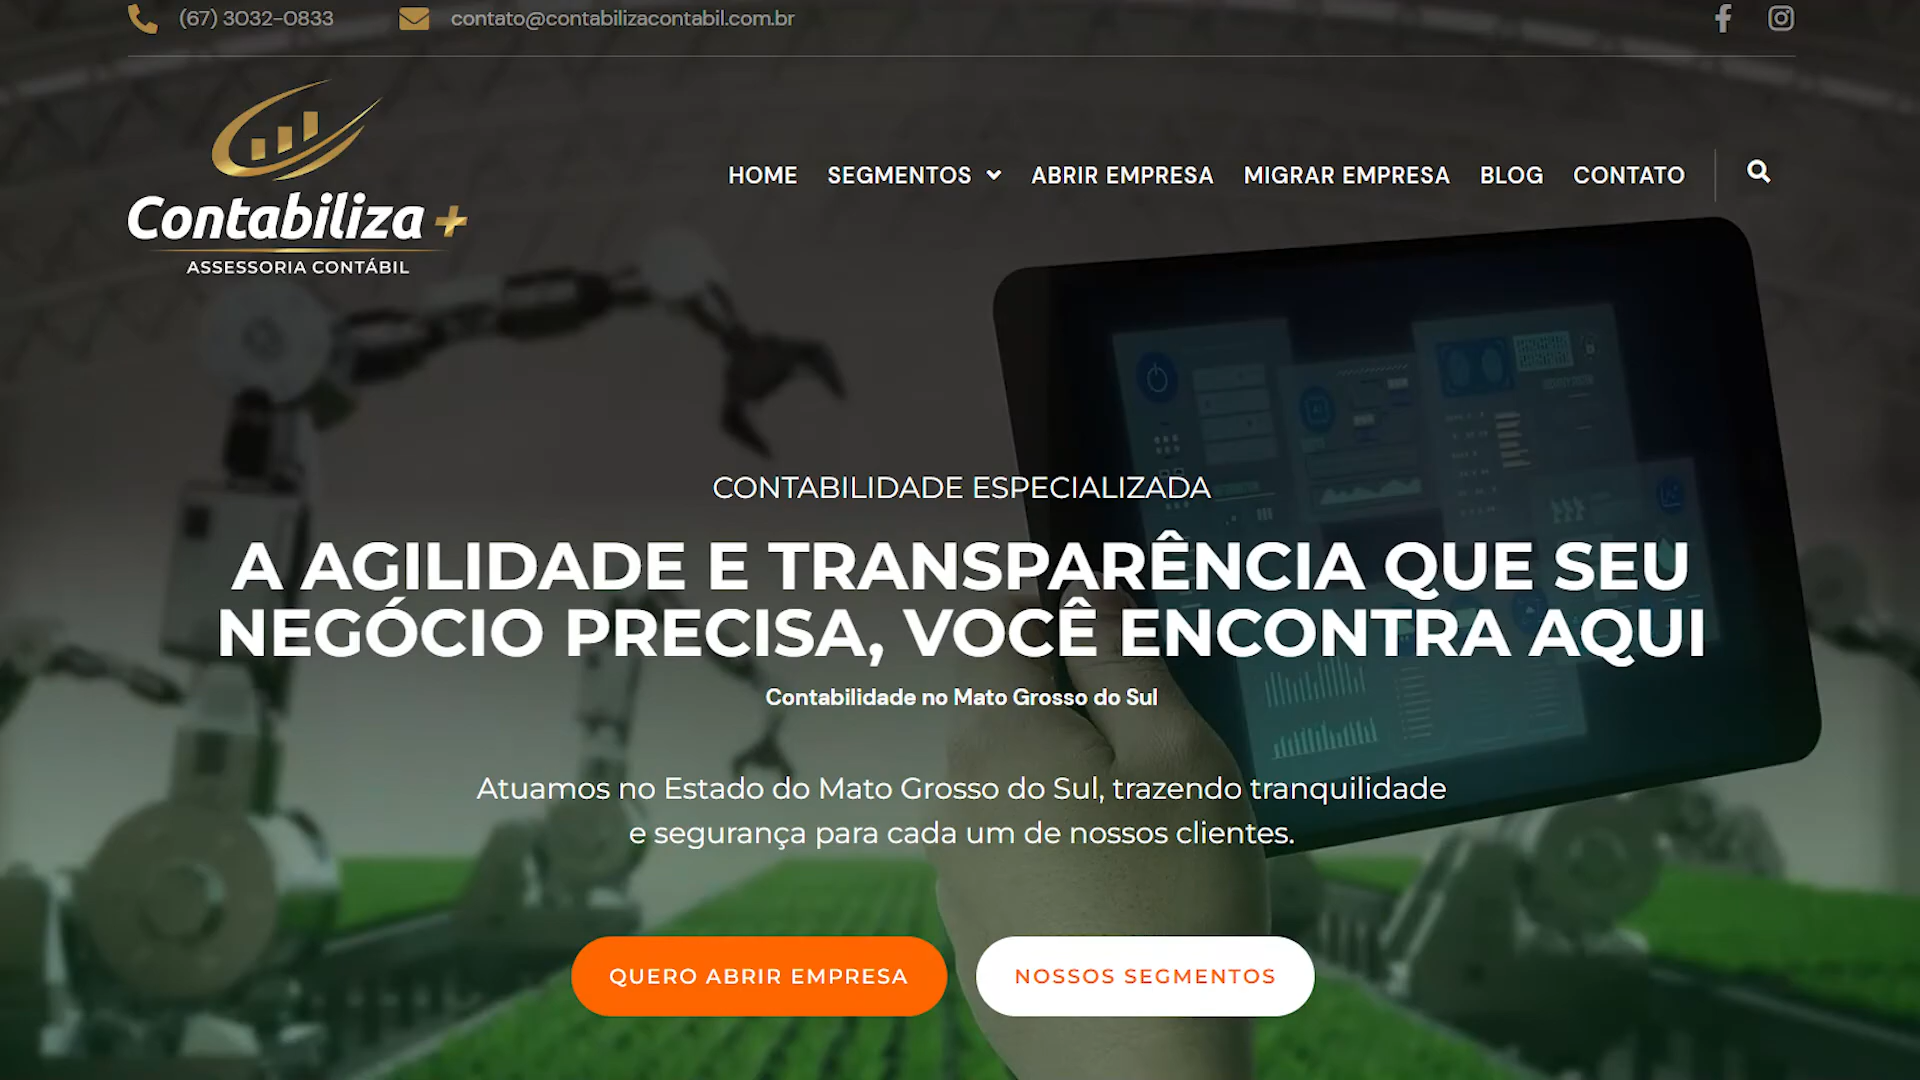 (67) 3032-0833
contato@contabilizacontabil.com.br
Contabiliza +
ASSESSORIA CONTÁBIL
HOME
SEGMENTOS
ABRIR EMPRESA
MIGRAR EMPRESA
BLOG
CONTATO
CONTABILIDADE ESPECIALIZADA
A AGILIDADE E TRANSPARÊNCIA QUE SEU
NEGÓCIO PRECISA, VOCÊ ENCONTRA AQUI
Contabilidade no Mato Grosso do Sul
Atuamos no Estado do Mato Grosso do Sul, trazendo tranquilidade
e segurança para cada um de nossos clientes.
QUERO ABRIR EMPRESA
NOSSOS SEGMENTOS